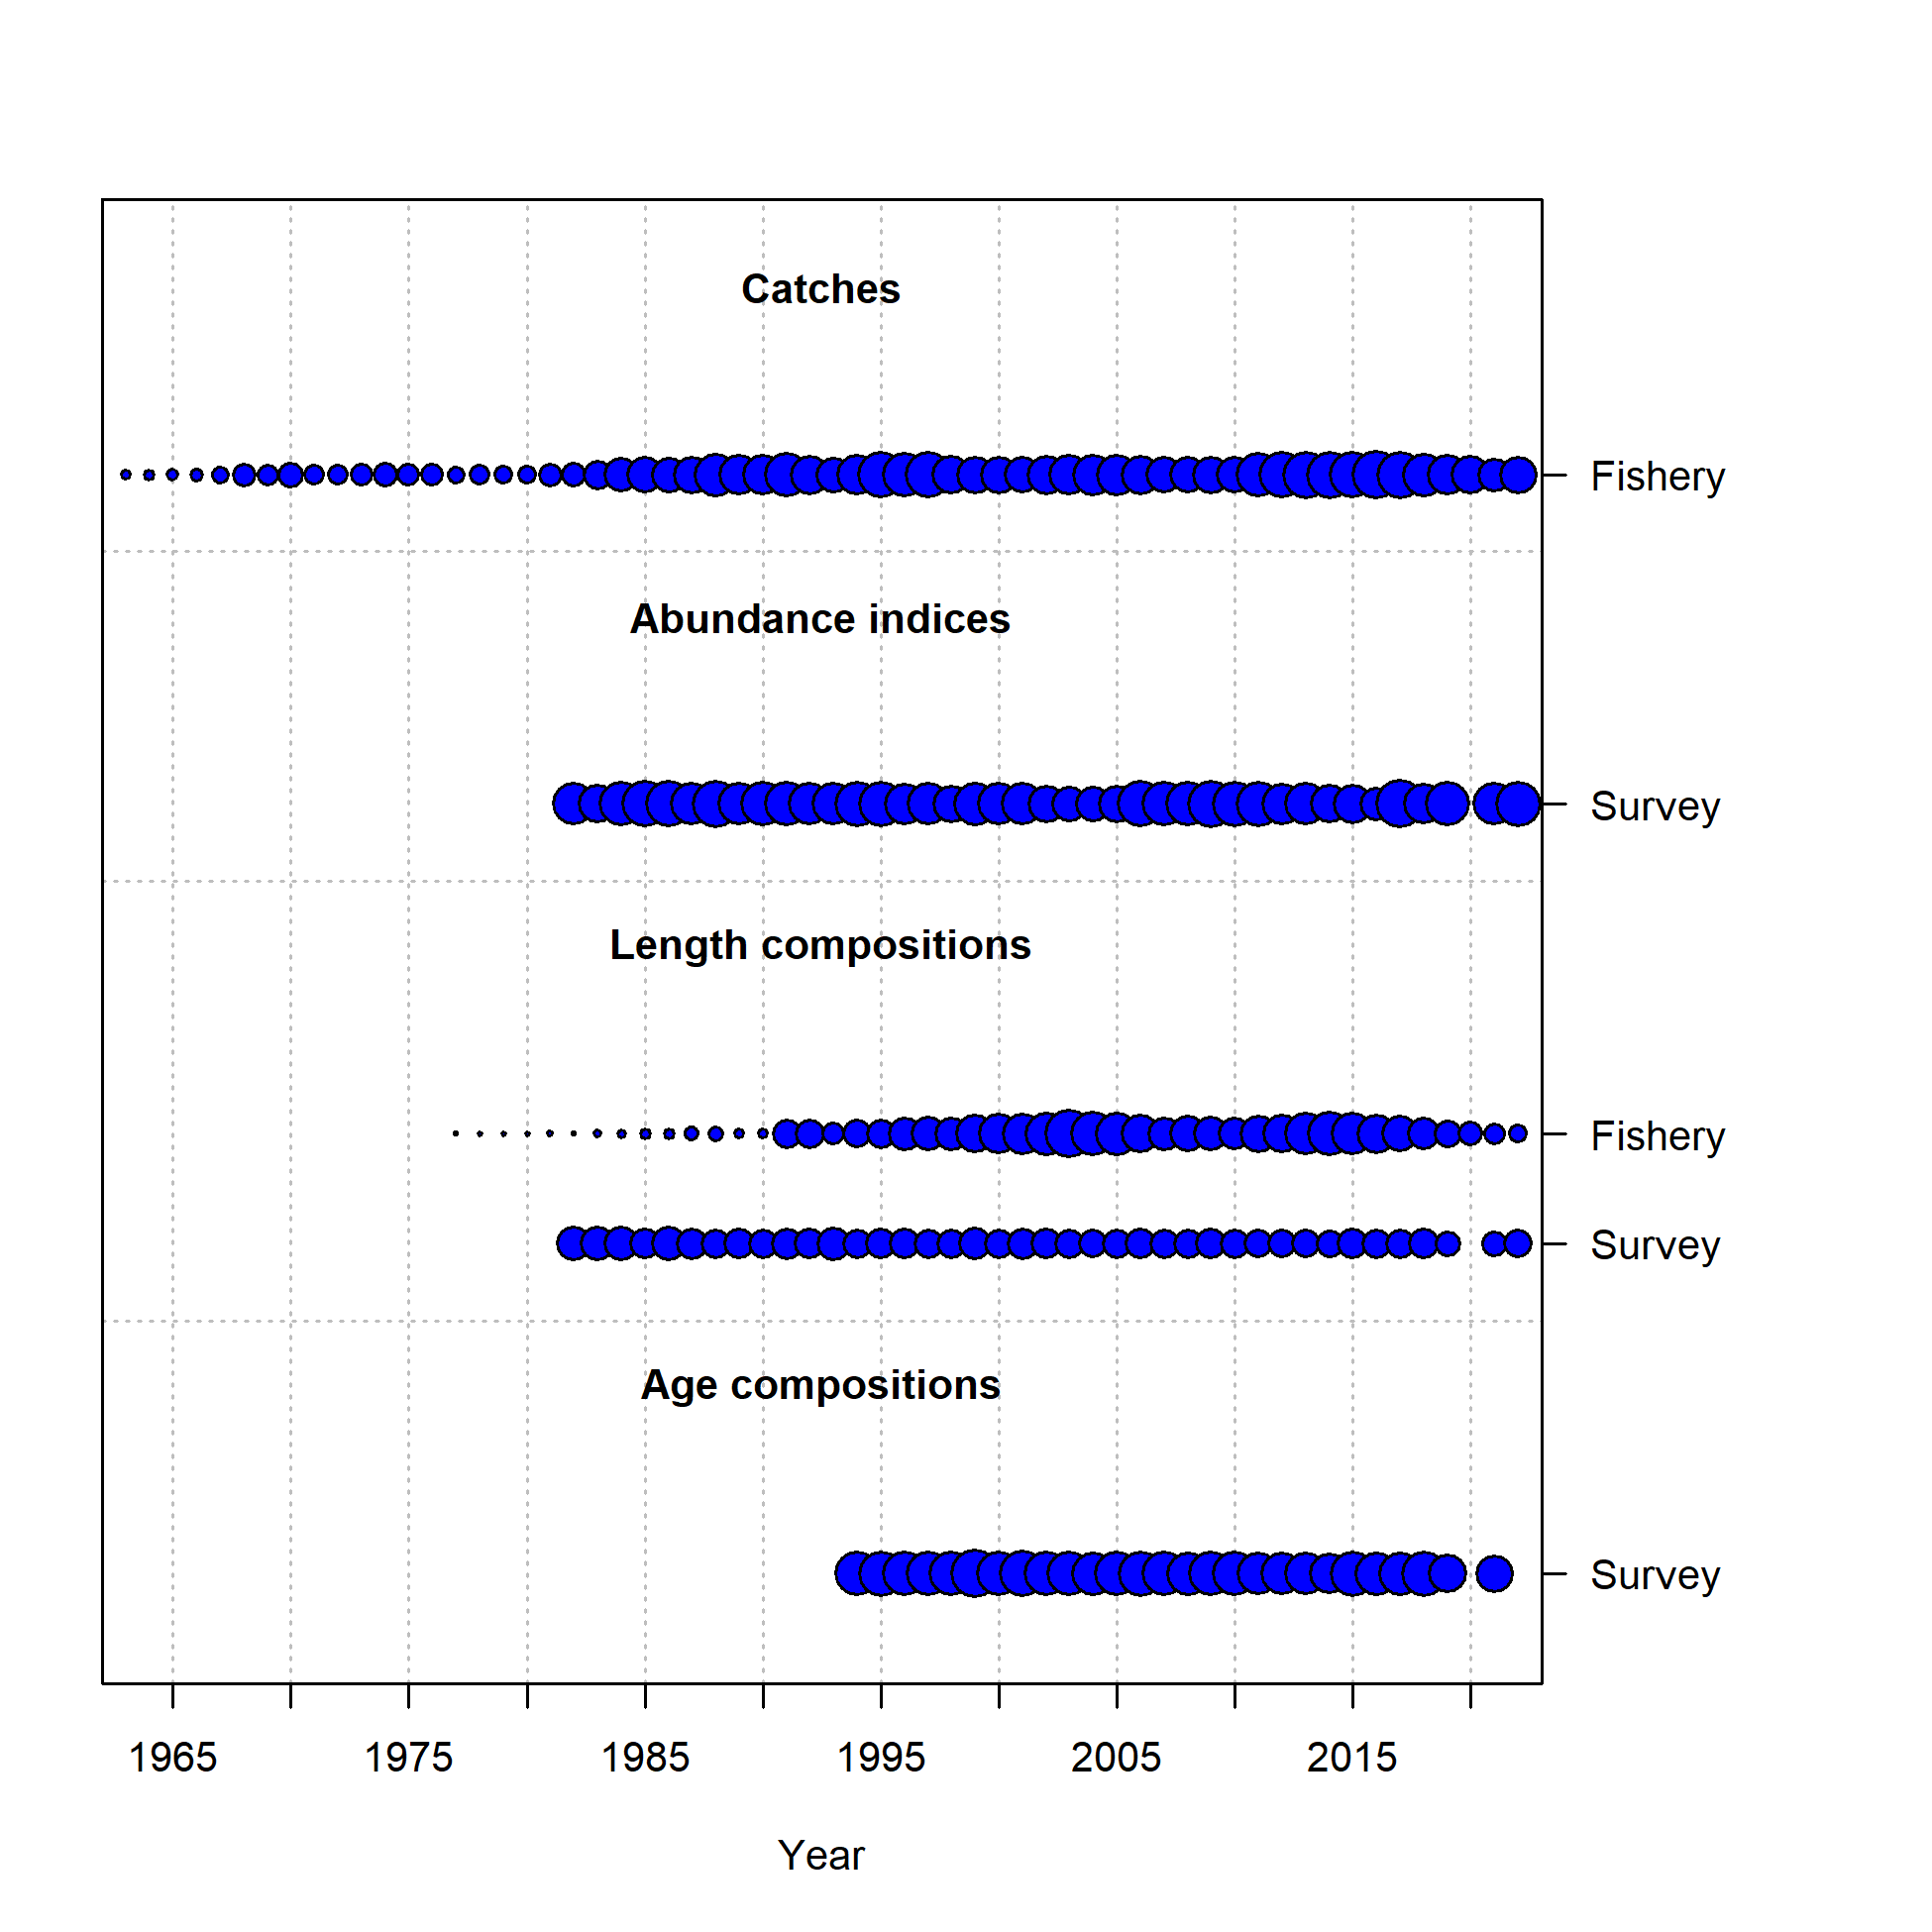 Catches
Fishery
Abundance indices
Survey
Length compositions
Fishery
Survey
Age compositions
Survey
1965 1975 1985 1995 2005 2015
Year